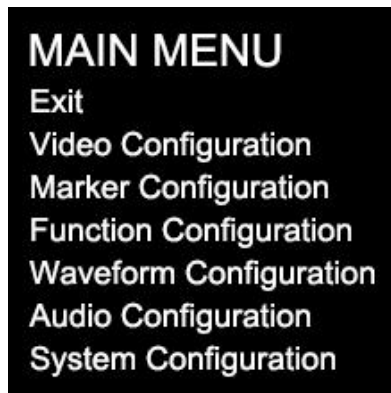 MAIN MENU
Exit
Video Configuration
Marker Configuration
Function Configuration
Waveform Configuration
Audio Configuration
System Configuration